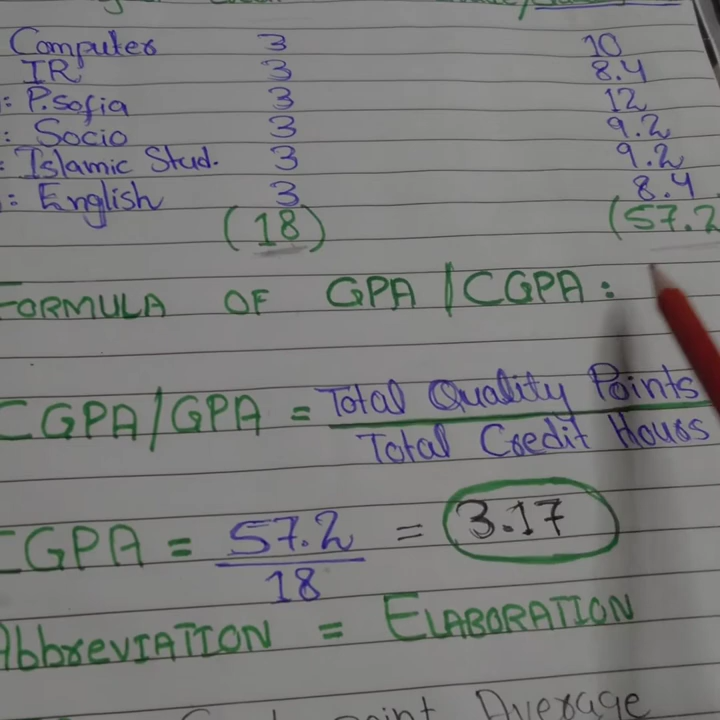 Computer 3 10
IR 3 8.4
: P.sofia 3 12
: Socio 3 9.2
: Islamic Stud. 3 9.2
: English 3 8.4
(18) (57.2
FORMULA OF GPA / CGPA :
CGPA/GPA = Total Quality Points
Total Credit Hours
CGPA = 57.2 = 3.17
18
AbbreVIATION = ELABORATION
point Average